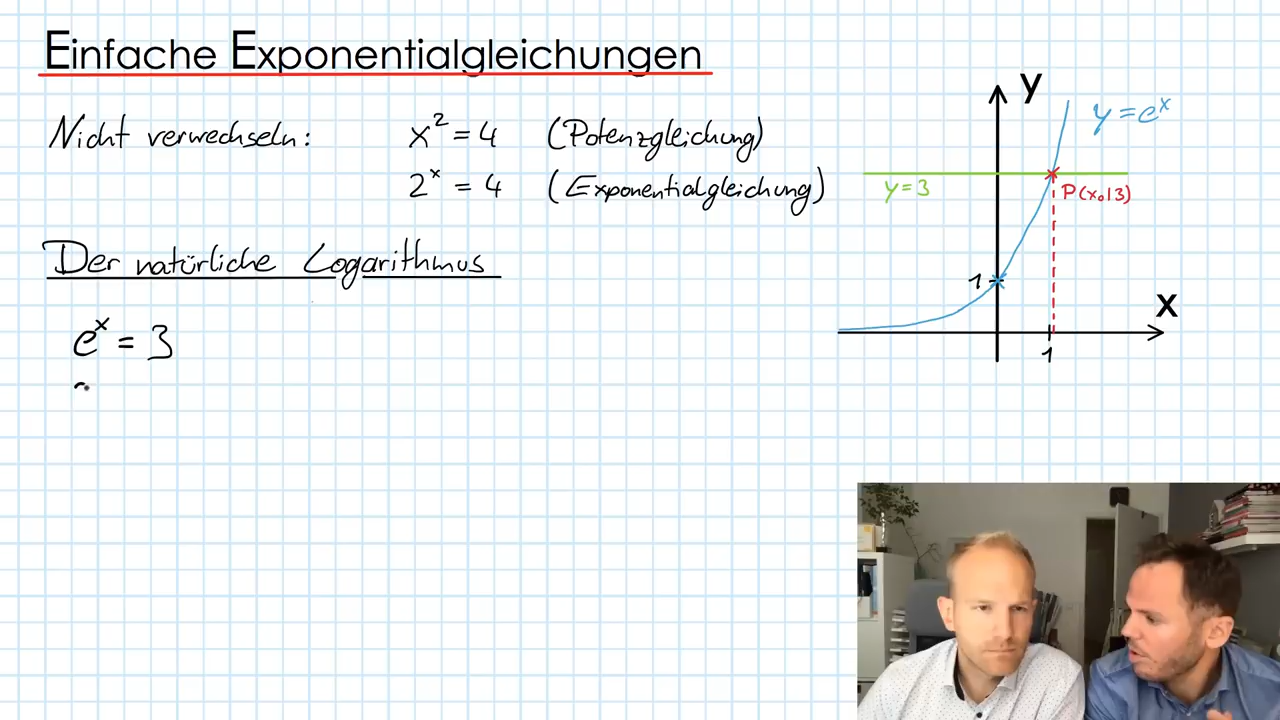 Einfache Exponentialgleichungen
Nicht verwechseln: x² = 4 (Potenzgleichung)
2ˣ = 4 (Exponentialgleichung)
Der natürliche Logarithmus
eˣ = 3
y
y = eˣ
y = 3
P(x₀|3)
1
x
1